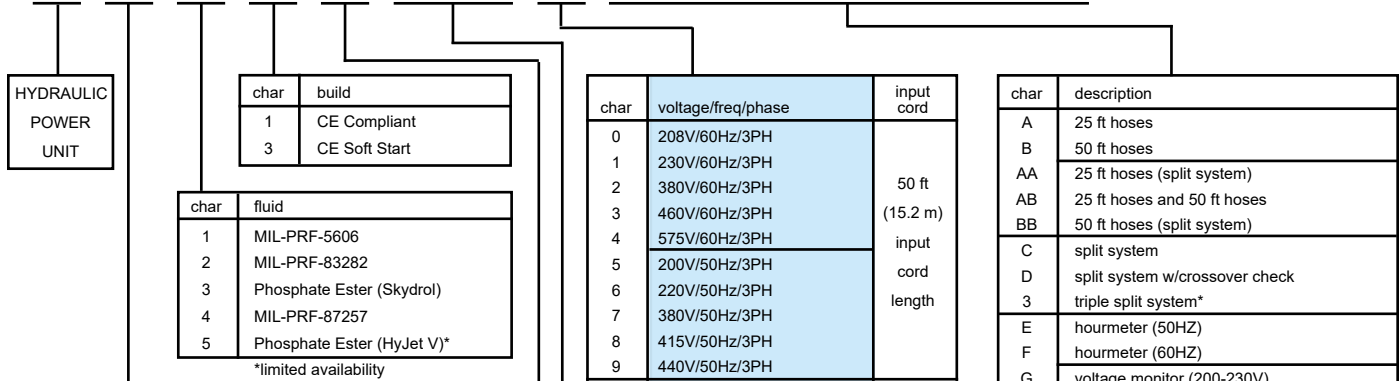 HYDRAULIC
POWER
UNIT
char build
1 CE Compliant
3 CE Soft Start
char fluid
1 MIL-PRF-5606
2 MIL-PRF-83282
3 Phosphate Ester (Skydrol)
4 MIL-PRF-87257
5 Phosphate Ester (HyJet V)*
*limited availability
char voltage/freq/phase input cord
0 208V/60Hz/3PH
1 230V/60Hz/3PH
2 380V/60Hz/3PH
3 460V/60Hz/3PH
4 575V/60Hz/3PH
5 200V/50Hz/3PH
6 220V/50Hz/3PH
7 380V/50Hz/3PH
8 415V/50Hz/3PH
9 440V/50Hz/3PH
50 ft
(15.2 m)
input
cord
length
char description
A 25 ft hoses
B 50 ft hoses
AA 25 ft hoses (split system)
AB 25 ft hoses and 50 ft hoses
BB 50 ft hoses (split system)
C split system
D split system w/crossover check
3 triple split system*
E hourmeter (50HZ)
F hourmeter (60HZ)
G voltage monitor (200-230V)